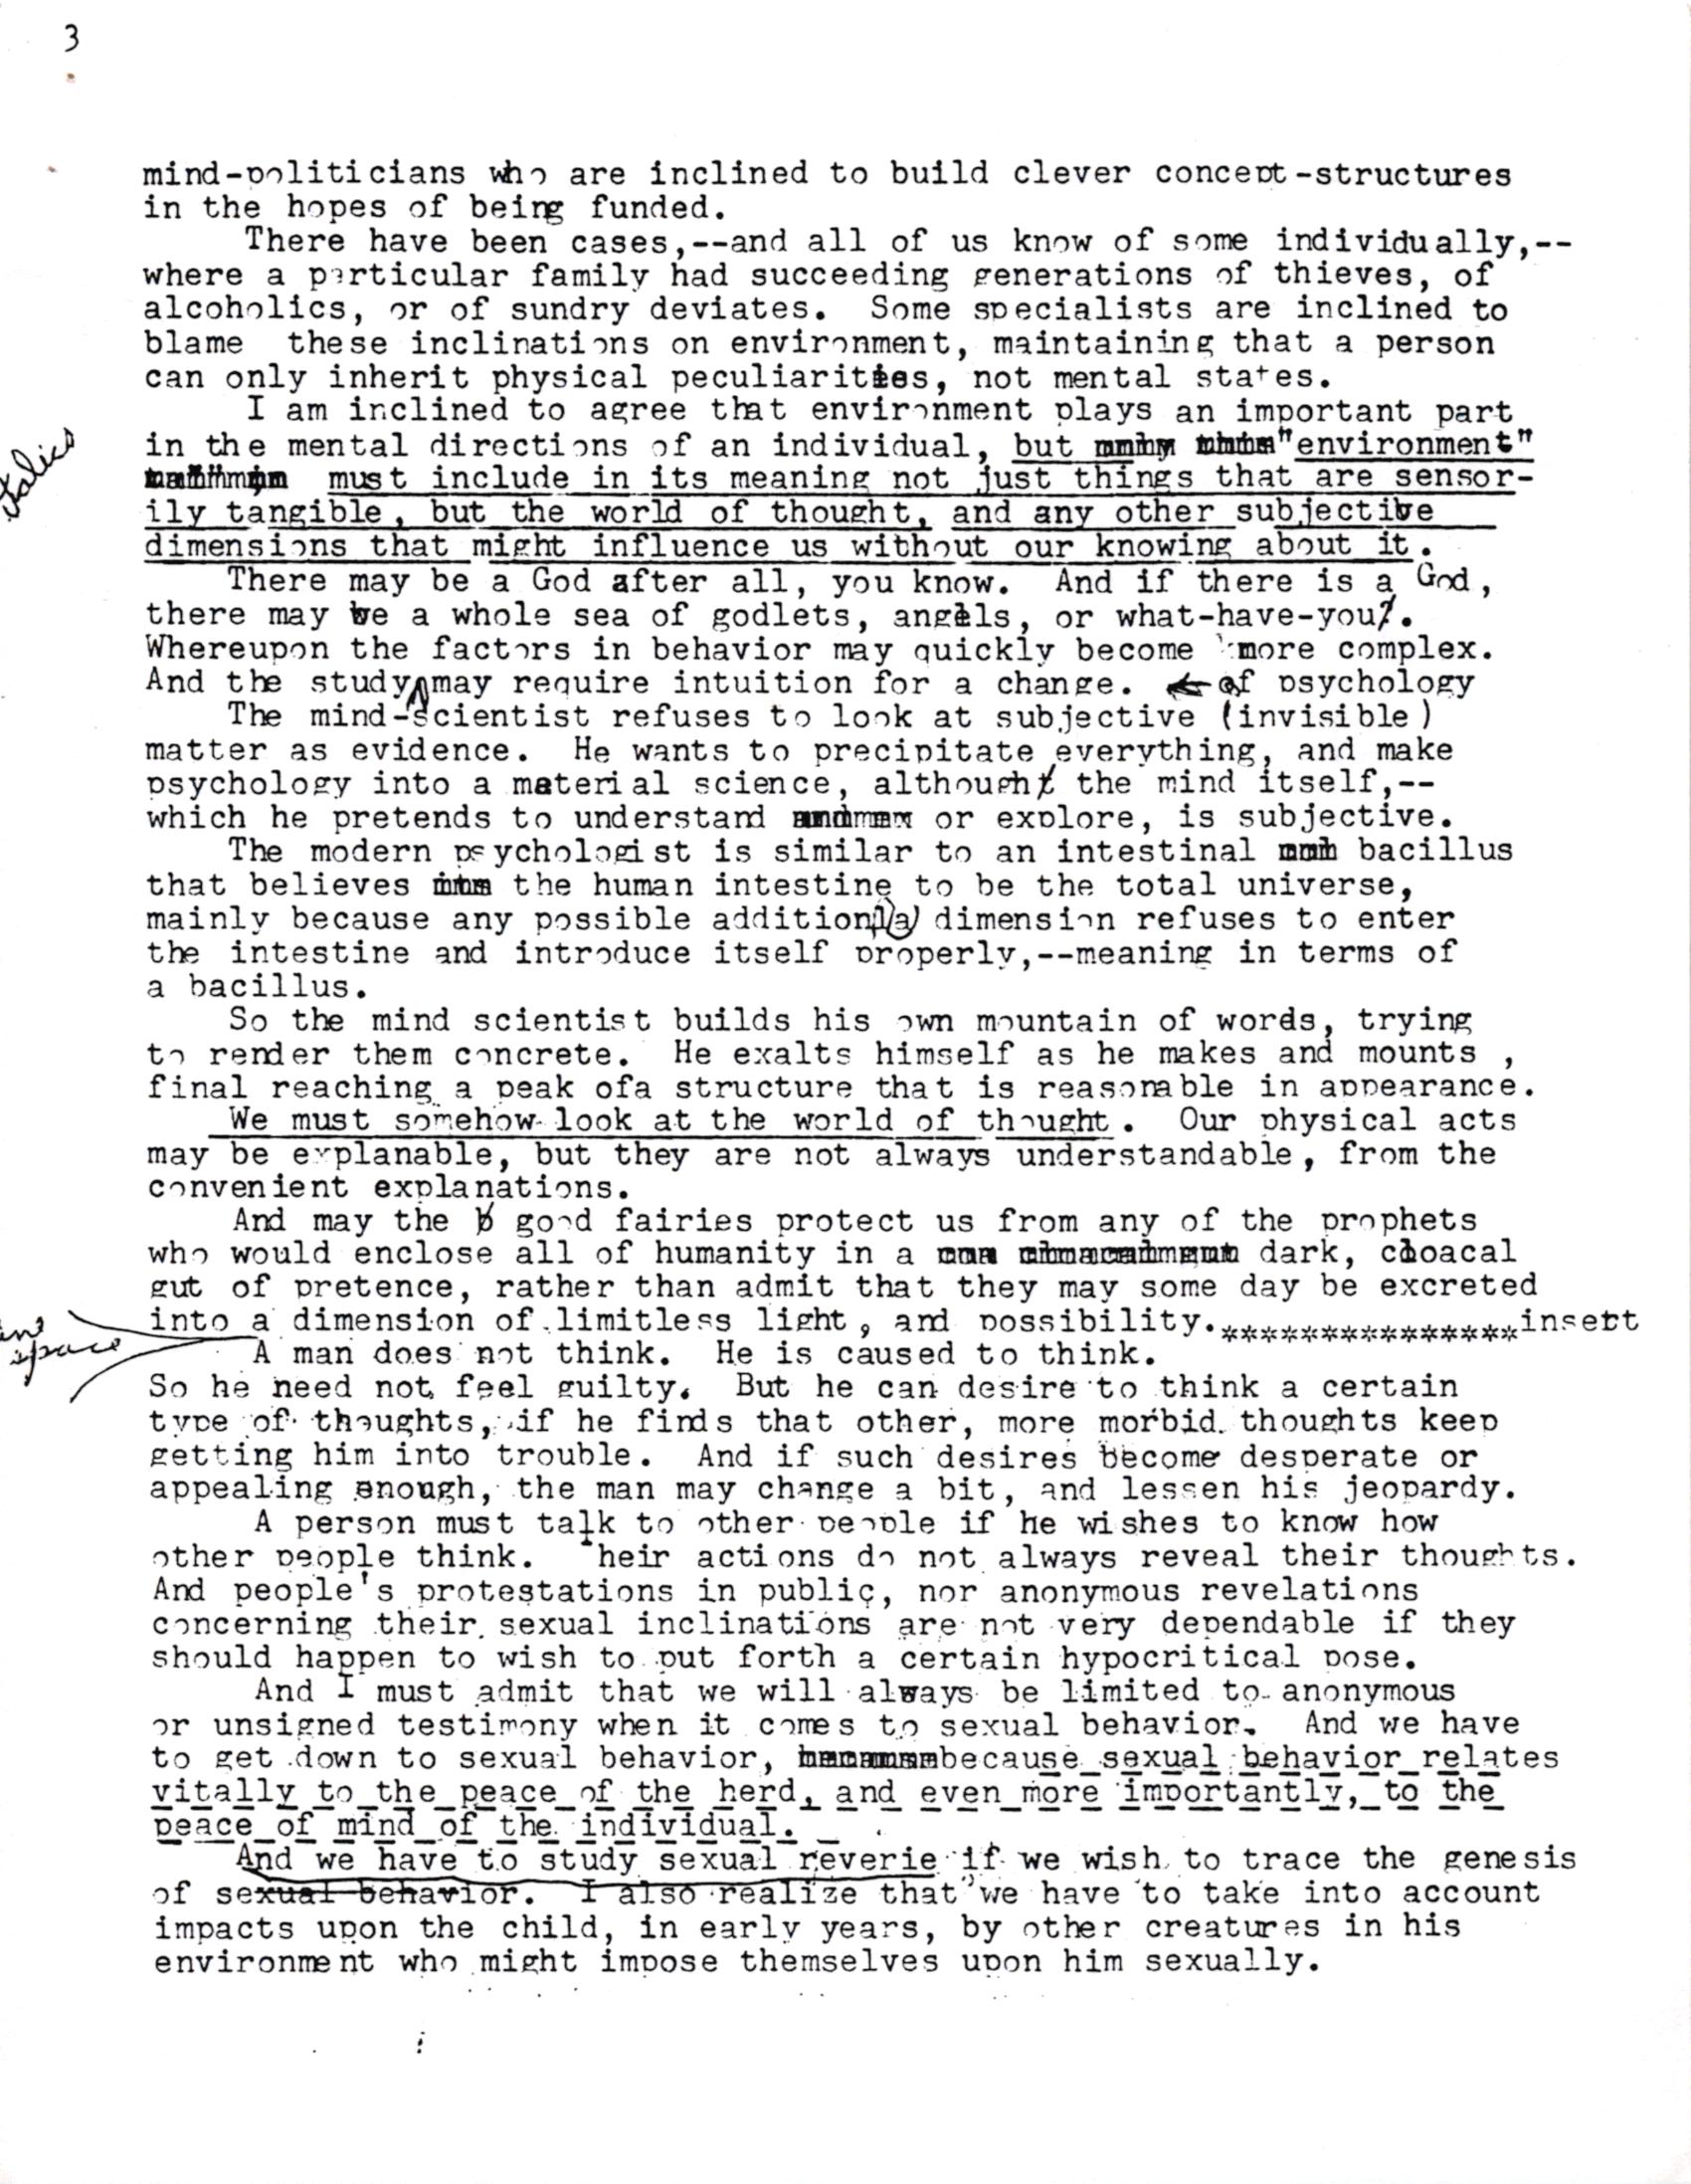 3
mind-politicians who are inclined to build clever concept-structures
in the hopes of being funded.
There have been cases,--and all of us know of some individually,--
where a particular family had succeeding generations of thieves, of
alcoholics, or of sundry deviates. Some specialists are inclined to
blame these inclinations on environment, maintaining that a person
can only inherit physical peculiarities, not mental states.
I am inclined to agree that environment plays an important part
Italics
in the mental directions of an individual, but "environment"
must include in its meaning not just things that are sensor-
ily tangible, but the world of thought, and any other subjective
dimensions that might influence us without our knowing about it.
There may be a God after all, you know. And if there is a God,
there may be a whole sea of godlets, angels, or what-have-you.
Whereupon the factors in behavior may quickly become more complex.
And the study may require intuition for a change. of psychology
The mind-scientist refuses to look at subjective (invisible)
matter as evidence. He wants to precipitate everything, and make
psychology into a material science, although the mind itself,--
which he pretends to understand or explore, is subjective.
The modern psychologist is similar to an intestinal bacillus
that believes the human intestine to be the total universe,
mainly because any possible additionla dimension refuses to enter
the intestine and introduce itself properly,--meaning in terms of
a bacillus.
So the mind scientist builds his own mountain of words, trying
to render them concrete. He exalts himself as he makes and mounts ,
final reaching a peak ofa structure that is reasonable in appearance.
We must somehow look at the world of thought. Our physical acts
may be explanable, but they are not always understandable, from the
convenient explanations.
And may the good fairies protect us from any of the prophets
who would enclose all of humanity in a dark, cloacal
gut of pretence, rather than admit that they may some day be excreted
into a dimension of limitless light, and possibility.***************insett
space
A man does not think. He is caused to think.
So he need not feel guilty. But he can desire to think a certain
type of thoughts, if he finds that other, more morbid thoughts keep
getting him into trouble. And if such desires become desperate or
appealing enough, the man may change a bit, and lessen his jeopardy.
A person must talk to other people if he wishes to know how
other people think. Their actions do not always reveal their thoughts.
And people's protestations in public, nor anonymous revelations
concerning their sexual inclinations are not very dependable if they
should happen to wish to put forth a certain hypocritical pose.
And I must admit that we will always be limited to anonymous
or unsigned testimony when it comes to sexual behavior. And we have
to get down to sexual behavior, because sexual behavior relates
vitally to the peace of the herd, and even more importantly, to the
peace of mind of the individual.
And we have to study sexual reverie if we wish to trace the genesis
of sexual behavior. I also realize that we have to take into account
impacts upon the child, in early years, by other creatures in his
environment who might impose themselves upon him sexually.